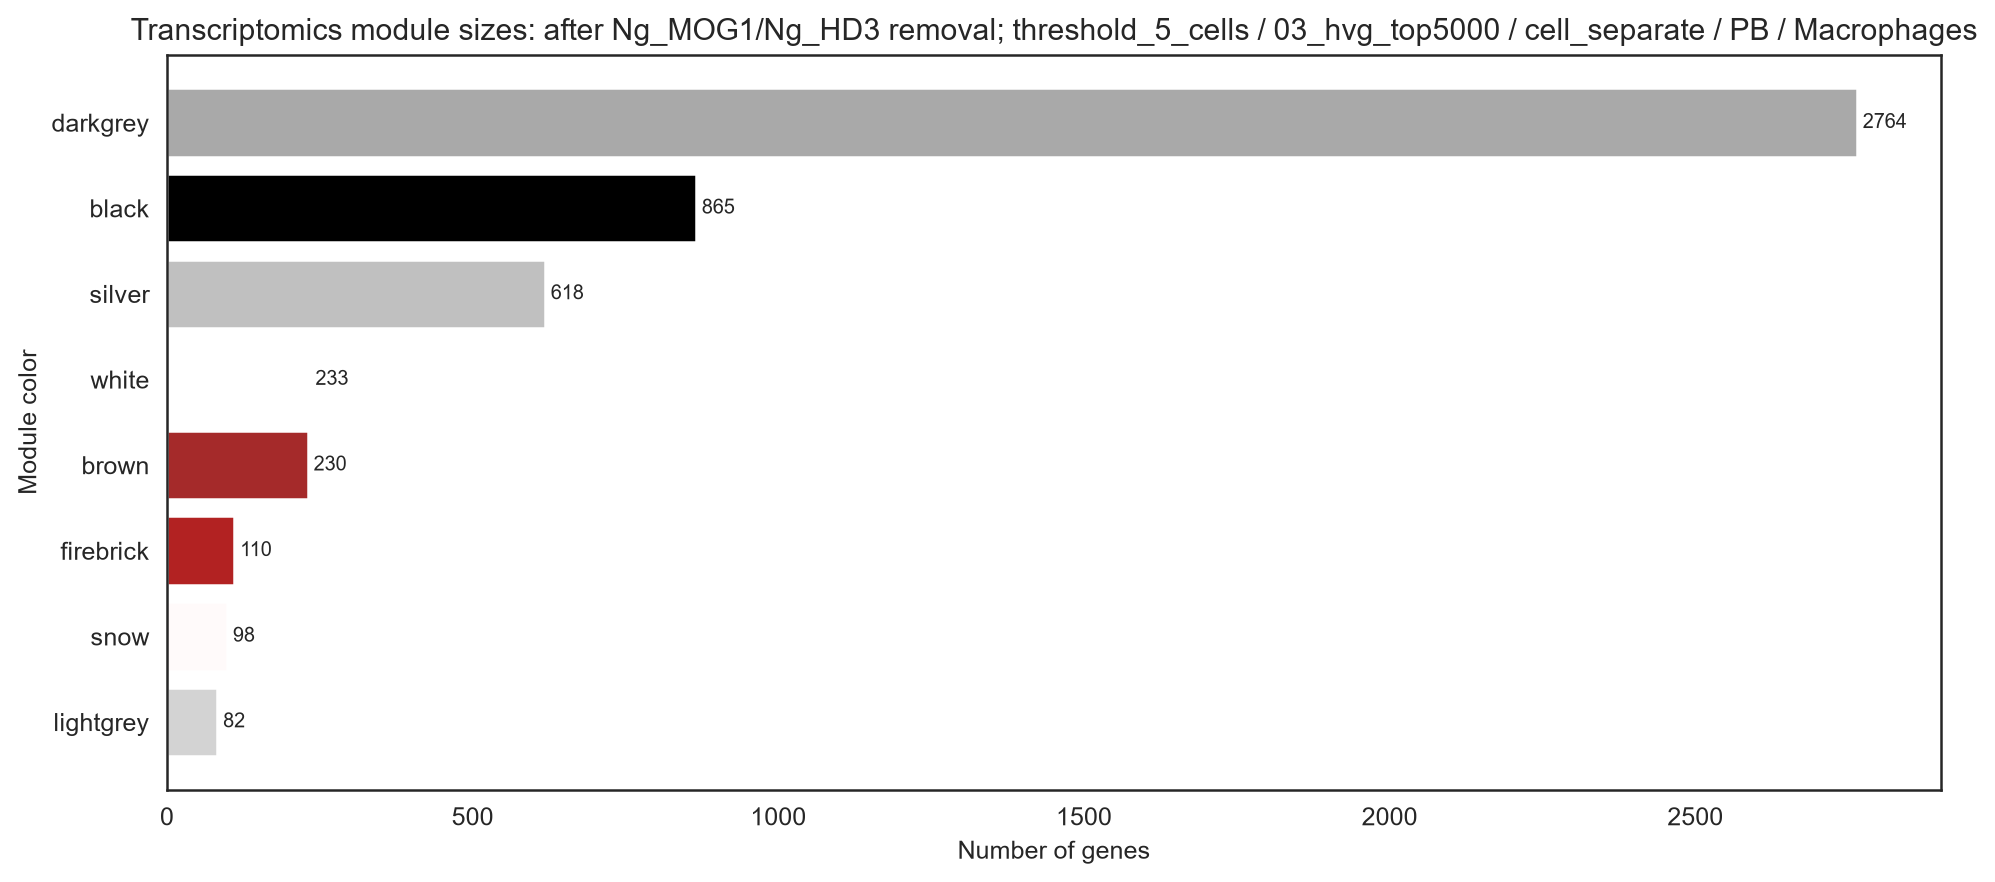 Transcriptomics module sizes: after Ng_MOG1/Ng_HD3 removal; threshold_5_cells / 03_hvg_top5000 / cell_separate / PB / Macrophages
Module color
darkgrey 2764
black 865
silver 618
white 233
brown 230
firebrick 110
snow 98
lightgrey 82
0 500 1000 1500 2000 2500
Number of genes